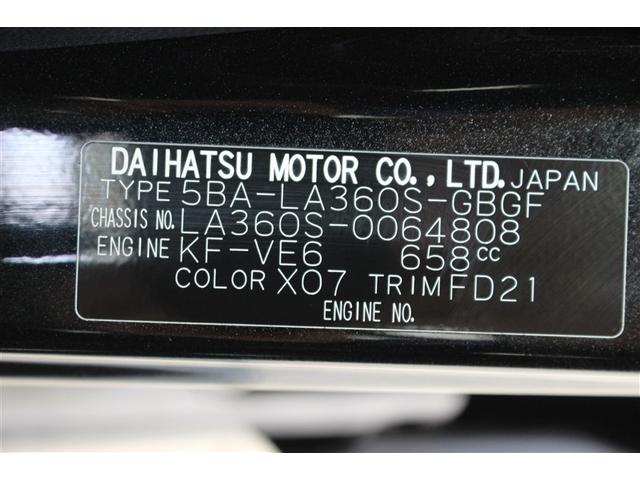 DAIHATSU MOTOR CO., LTD. JAPAN
TYPE 5BA-LA360S-GBGF
CHASSIS NO. LA360S-0064808
ENGINE KF-VE6 658cc
COLOR X07 TRIM FD21
ENGINE NO.